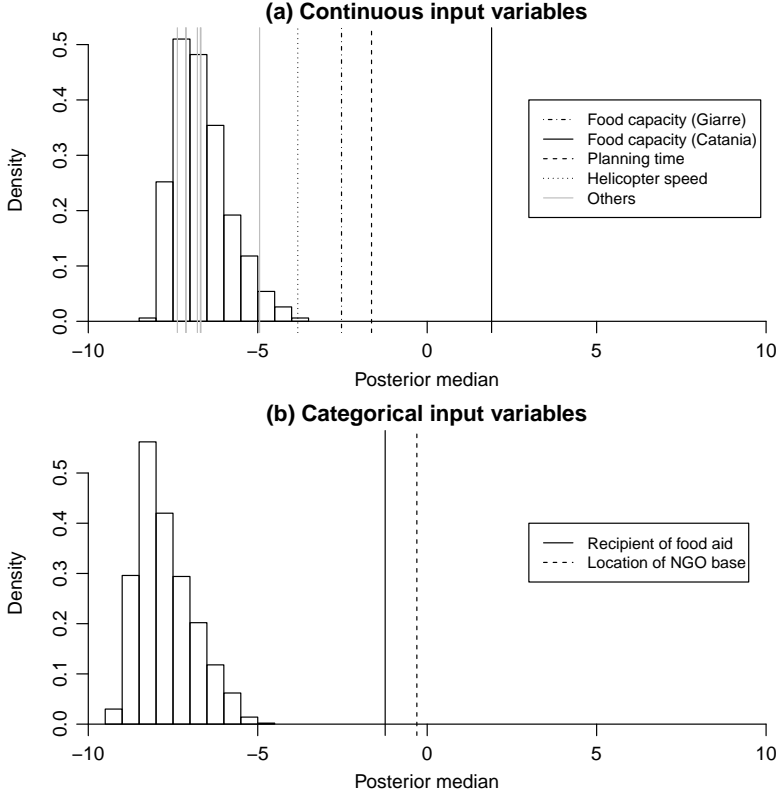 (a) Continuous input variables
Density
0.0 0.1 0.2 0.3 0.4 0.5
Food capacity (Giarre)
Food capacity (Catania)
Planning time
Helicopter speed
Others
−10 −5 0 5 10
Posterior median
(b) Categorical input variables
Density
0.0 0.1 0.2 0.3 0.4 0.5
Recipient of food aid
Location of NGO base
−10 −5 0 5 10
Posterior median